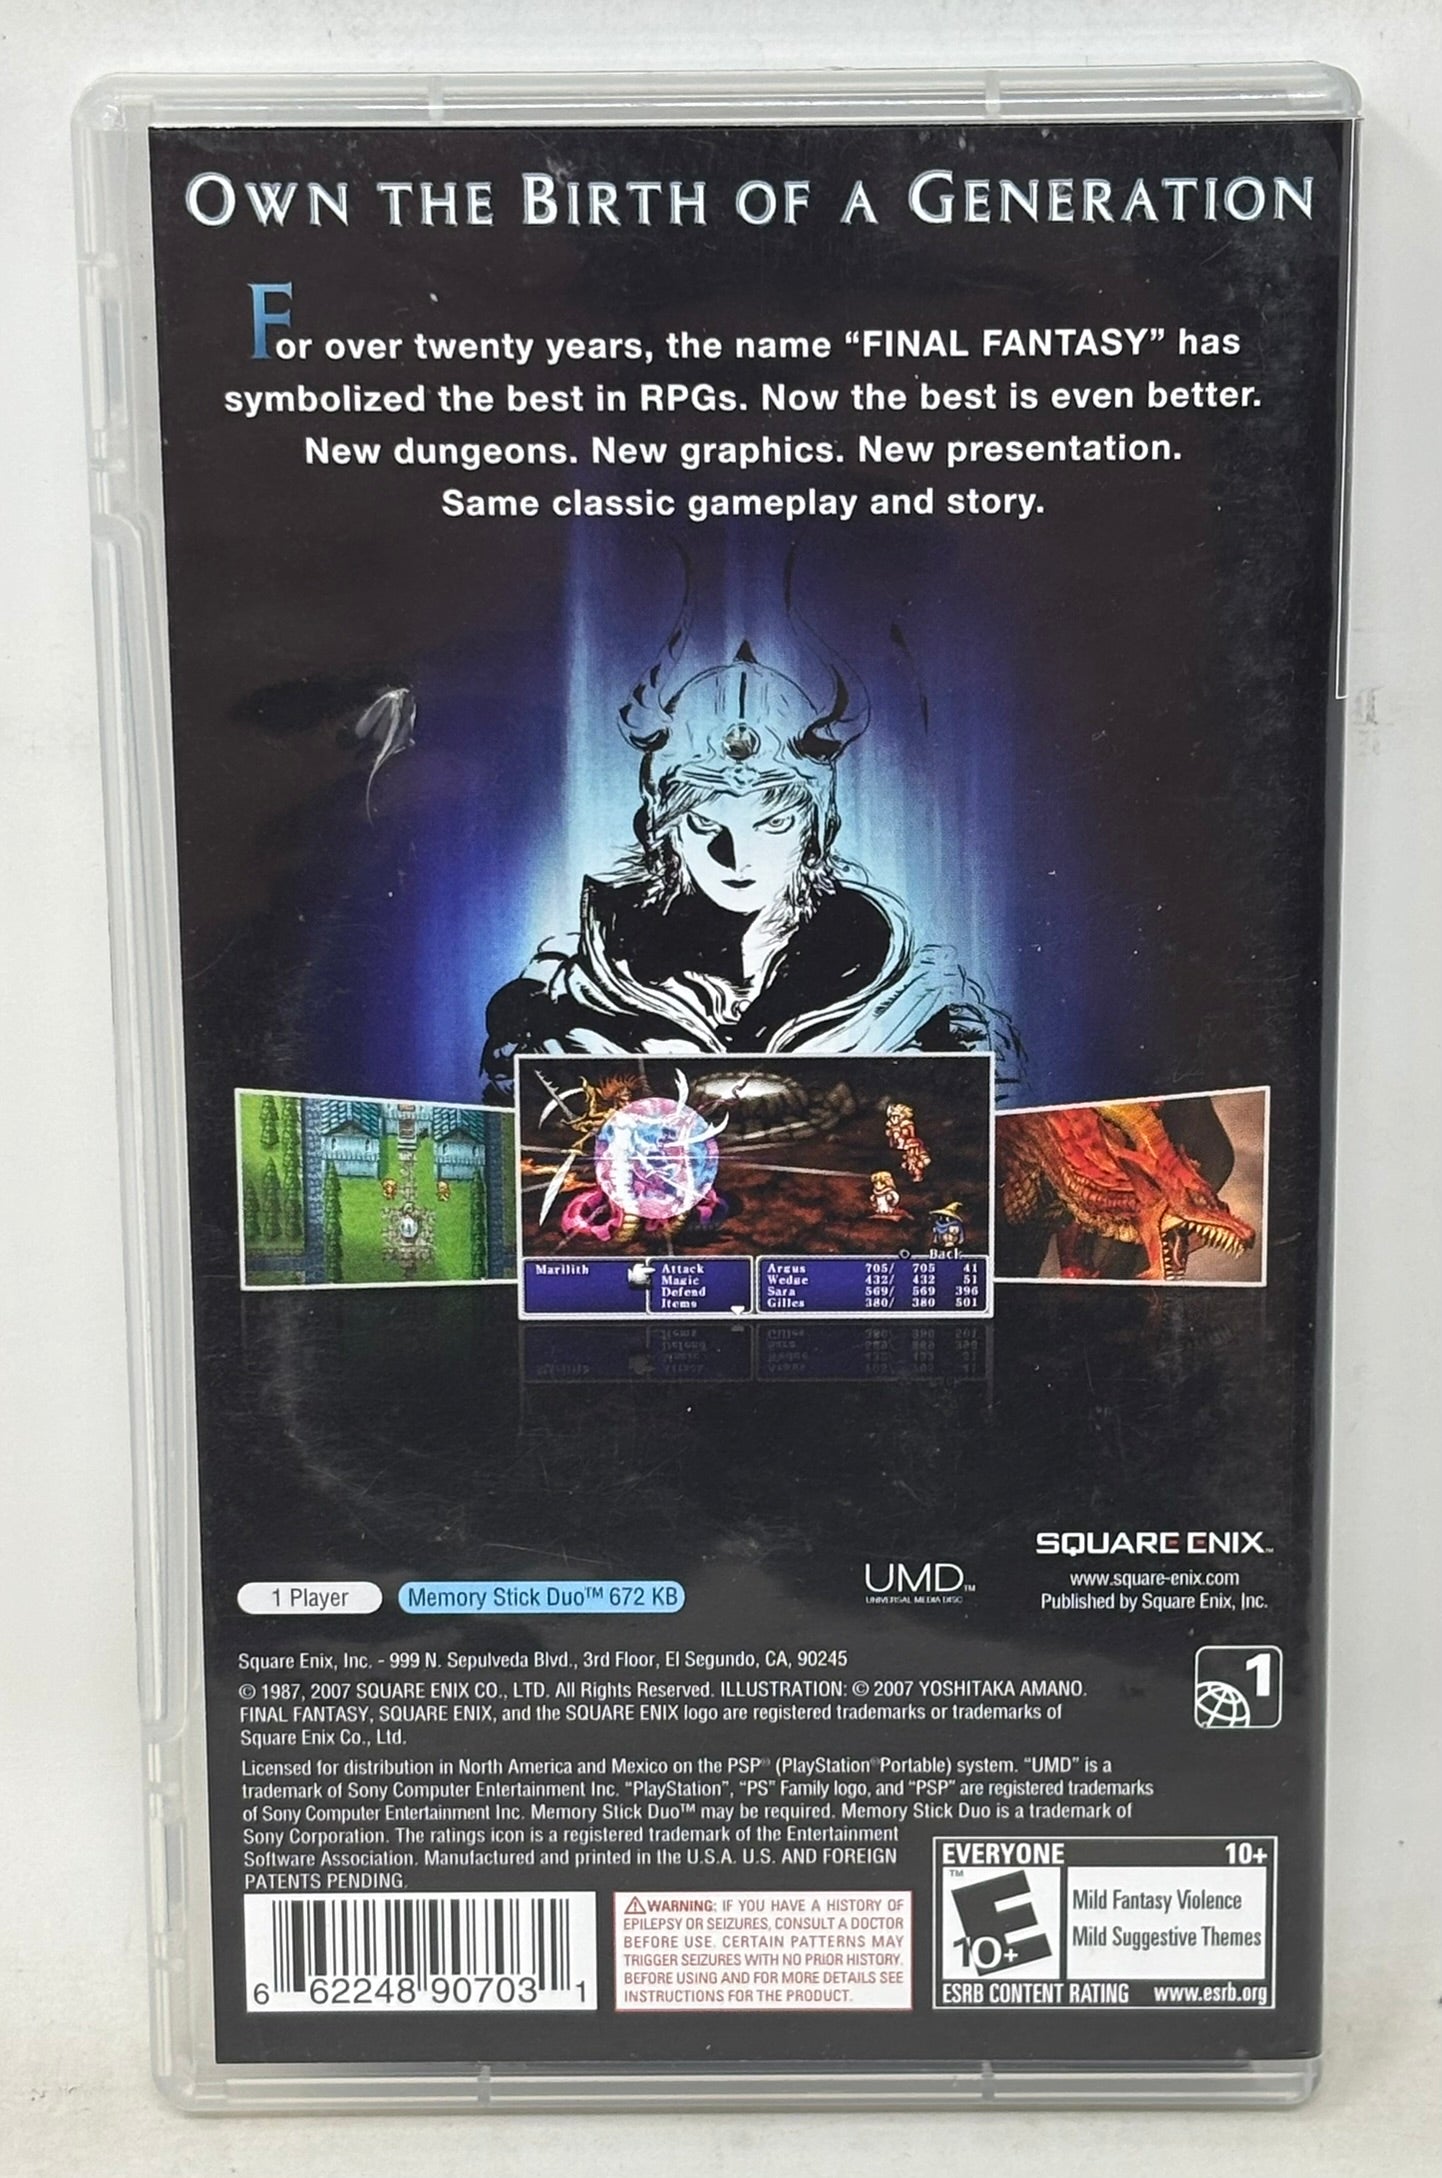 OWN THE BIRTH OF A GENERATION
For over twenty years, the name “FINAL FANTASY” has
symbolized the best in RPGs. Now the best is even better.
New dungeons. New graphics. New presentation.
Same classic gameplay and story.
Back
Marilith
Attack
Magic
Defend
Items
Argus 705/ 705 41
Wedge 432/ 432 51
Sara 569/ 569 396
Gilles 380/ 380 501
SQUARE ENIX™
www.square-enix.com
Published by Square Enix, Inc.
UMD™
UNIVERSAL MEDIA DISC
1 Player
Memory Stick Duo™ 672 KB
Square Enix, Inc. - 999 N. Sepulveda Blvd., 3rd Floor, El Segundo, CA, 90245
© 1987, 2007 SQUARE ENIX CO., LTD. All Rights Reserved. ILLUSTRATION: © 2007 YOSHITAKA AMANO.
FINAL FANTASY, SQUARE ENIX, and the SQUARE ENIX logo are registered trademarks or trademarks of
Square Enix Co., Ltd.
1
Licensed for distribution in North America and Mexico on the PSP® (PlayStation®Portable) system. “UMD” is a
trademark of Sony Computer Entertainment Inc. “PlayStation”, “PS” Family logo, and “PSP” are registered trademarks
of Sony Computer Entertainment Inc. Memory Stick Duo™ may be required. Memory Stick Duo is a trademark of
Sony Corporation. The ratings icon is a registered trademark of the Entertainment
Software Association. Manufactured and printed in the U.S.A. U.S. AND FOREIGN
PATENTS PENDING.
6 62248 90703 1
⚠WARNING: IF YOU HAVE A HISTORY OF
EPILEPSY OR SEIZURES, CONSULT A DOCTOR
BEFORE USE. CERTAIN PATTERNS MAY
TRIGGER SEIZURES WITH NO PRIOR HISTORY.
BEFORE USING AND FOR MORE DETAILS SEE
INSTRUCTIONS FOR THE PRODUCT.
EVERYONE 10+
™
E
10+
Mild Fantasy Violence
Mild Suggestive Themes
ESRB CONTENT RATING www.esrb.org